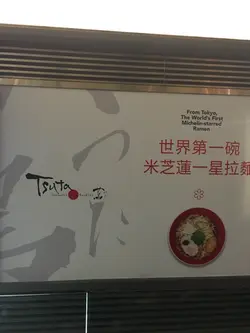 From Tokyo,
The World's First
Michelin-starred
Ramen
世界第一碗
米芝蓮一星拉麵
Tsuta
蔦